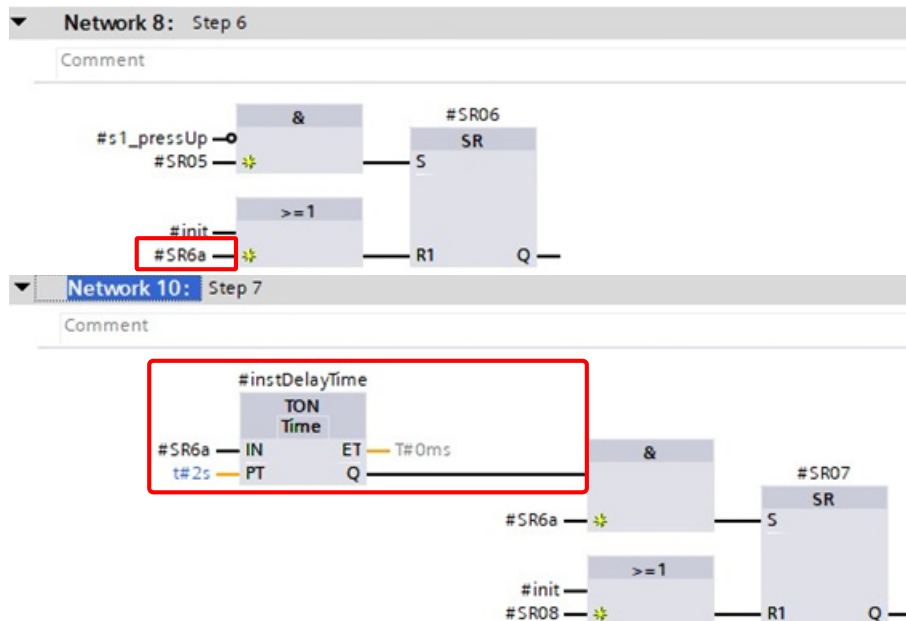 Network 8: Step 6
Comment
#SR06
&
SR
#s1_pressUp
#SR05
S
>=1
#init
#SR6a
R1 Q
Network 10: Step 7
Comment
#instDelayTime
TON
Time
#SR6a IN ET T#0ms
t#2s PT Q
&
#SR07
SR
#SR6a
S
>=1
#init
#SR08
R1 Q